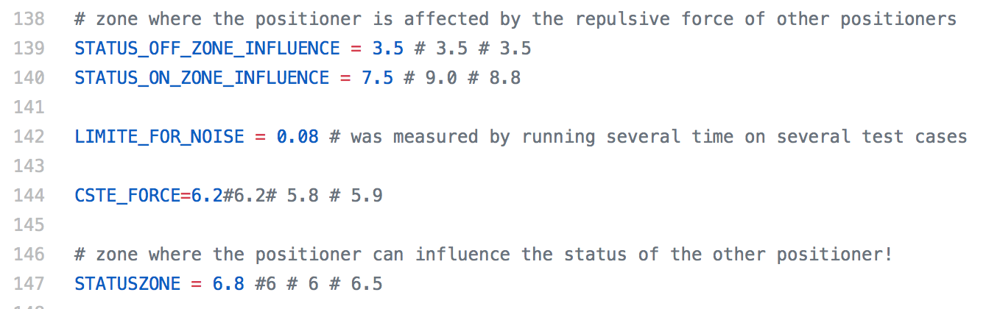 138 # zone where the positioner is affected by the repulsive force of other positioners
139 STATUS_OFF_ZONE_INFLUENCE = 3.5 # 3.5 # 3.5
140 STATUS_ON_ZONE_INFLUENCE = 7.5 # 9.0 # 8.8
141
142 LIMITE_FOR_NOISE = 0.08 # was measured by running several time on several test cases
143
144 CSTE_FORCE=6.2#6.2# 5.8 # 5.9
145
146 # zone where the positioner can influence the status of the other positioner!
147 STATUSZONE = 6.8 #6 # 6 # 6.5